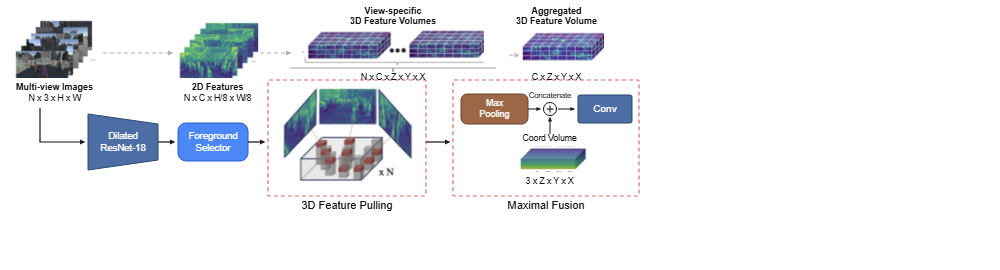 View-specific
3D Feature Volumes
Aggregated
3D Feature Volume
Multi-view Images
N x 3 x H x W
2D Features
N x C x H/8 x W/8
N x C x Z x Y x X
C x Z x Y x X
Dilated
ResNet-18
Foreground
Selector
x N
3D Feature Pulling
Max
Pooling
Concatenate
Conv
Coord Volume
3 x Z x Y x X
Maximal Fusion